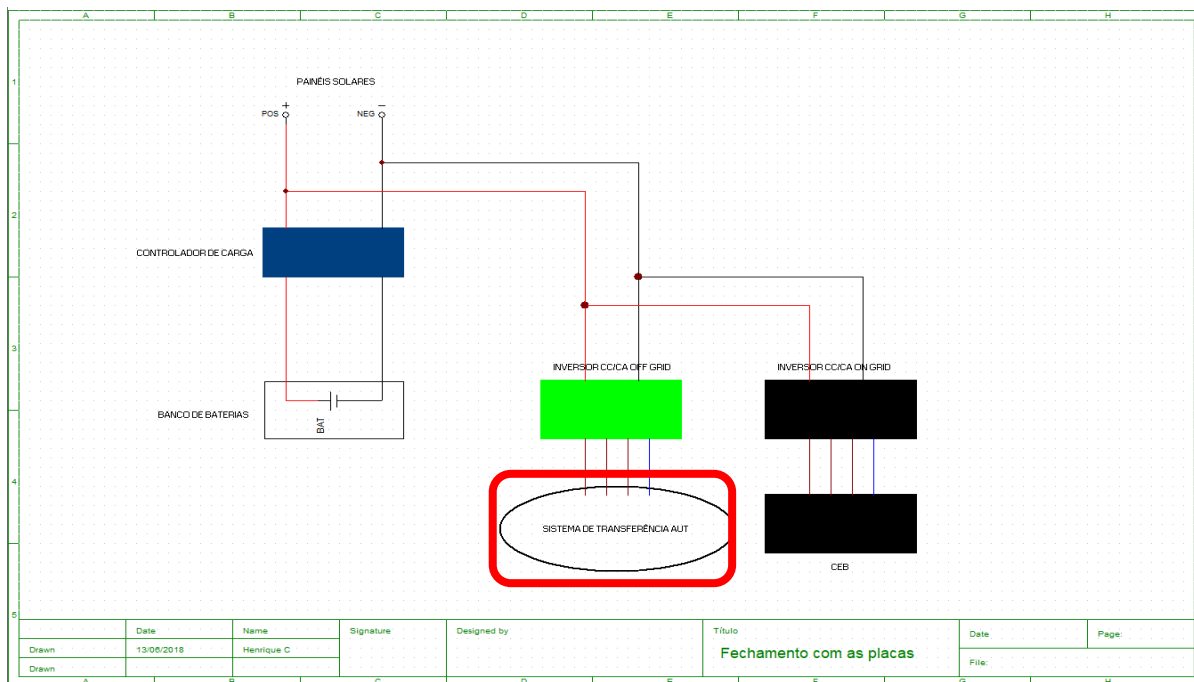 A B C D E F G H
1
PAINÉIS SOLARES
+ −
POS NEG
2
CONTROLADOR DE CARGA
3
INVERSOR CC/CA OFF GRID INVERSOR CC/CA ON GRID
BANCO DE BATERIAS
BAT
4
SISTEMA DE TRANSFERÊNCIA AUT
CEB
5
Date Name Signature Designed by Título Date Page:
Drawn 13/06/2018 Henrique C Fechamento com as placas
Drawn File:
A B C D E F G H